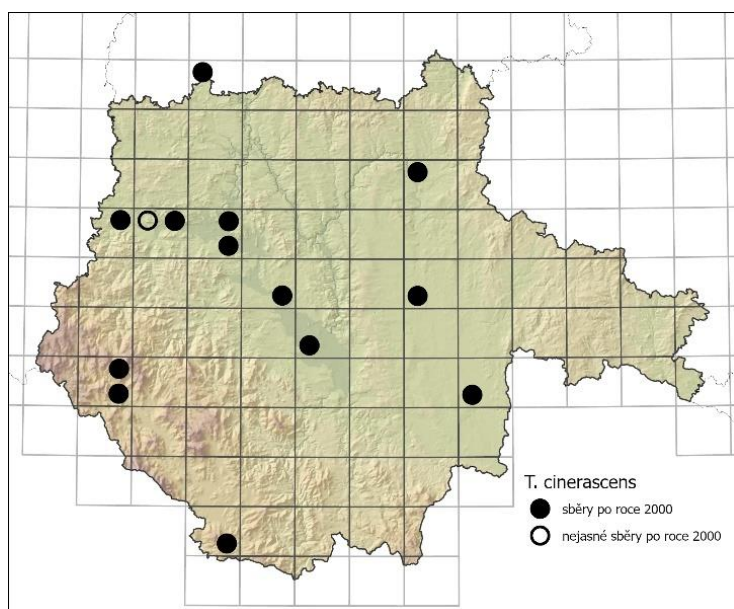 T. cinerascens
sběry po roce 2000
nejasné sběry po roce 2000